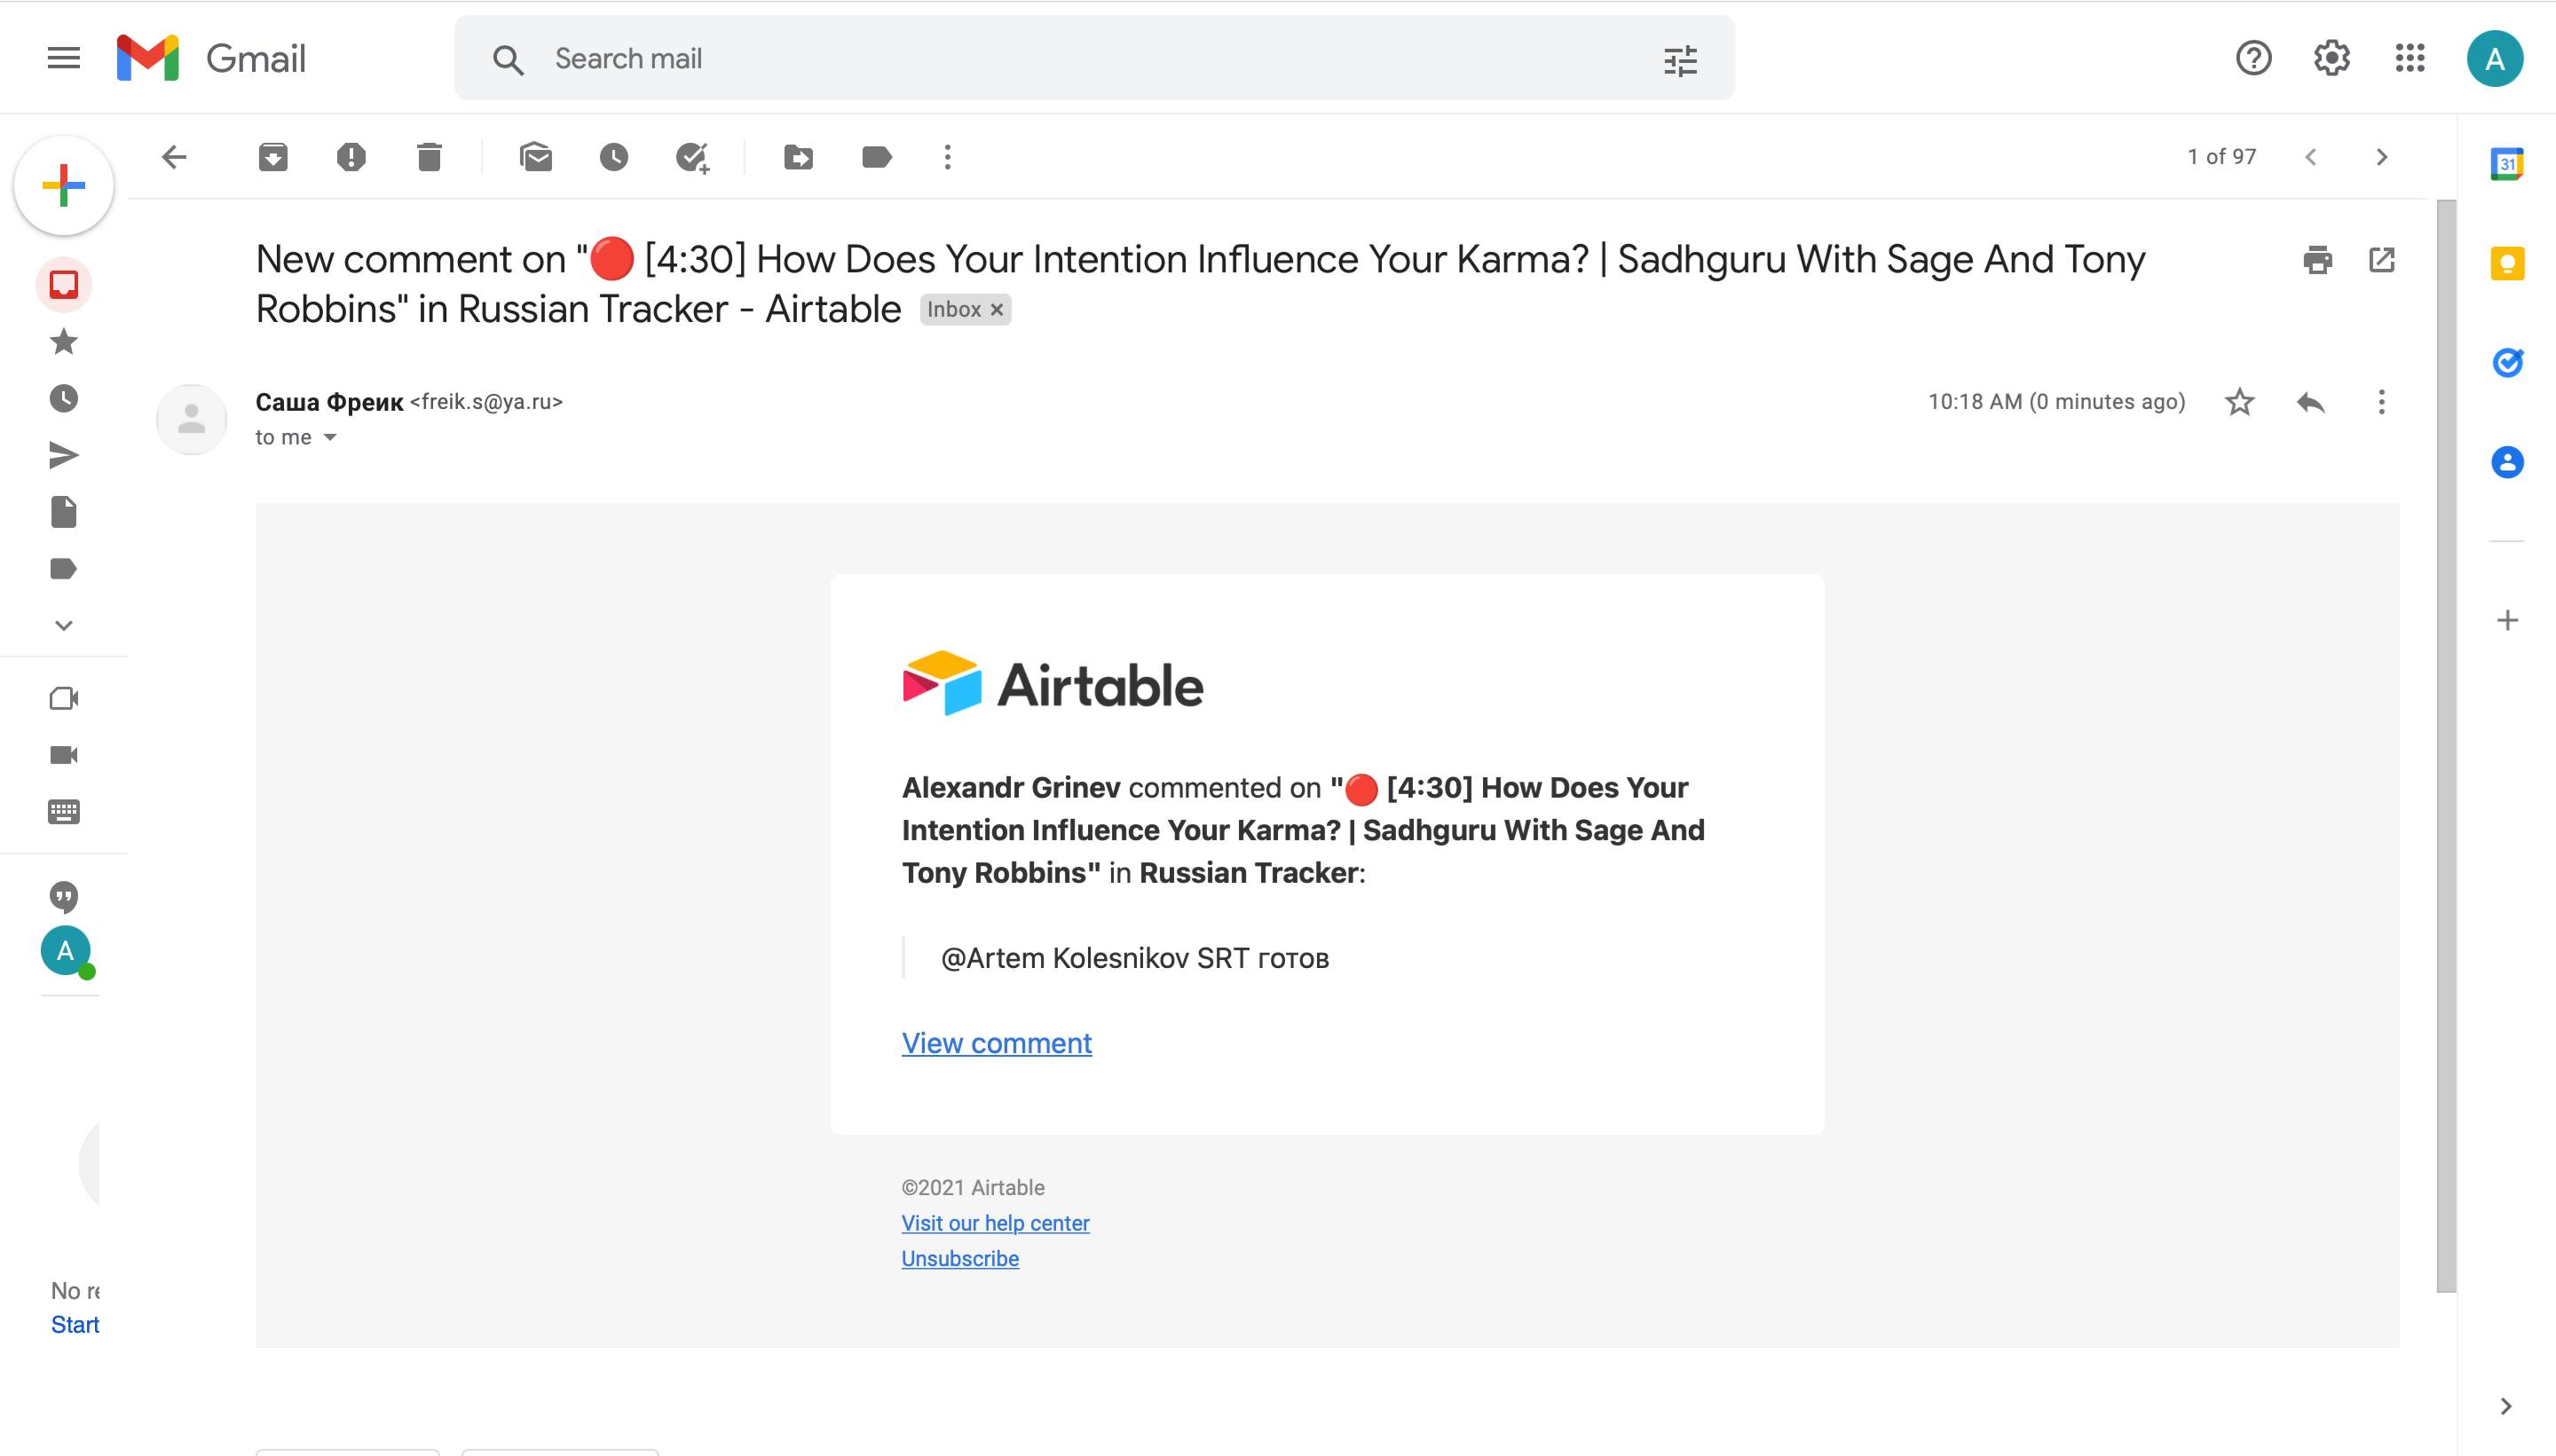 Gmail
Search mail
A
1 of 97
31
New comment on "🔴 [4:30] How Does Your Intention Influence Your Karma? | Sadhguru With Sage And Tony
Robbins" in Russian Tracker - Airtable Inbox ×
Саша Фреик <freik.s@ya.ru>
10:18 AM (0 minutes ago)
to me
Airtable
Alexandr Grinev commented on "🔴 [4:30] How Does Your
Intention Influence Your Karma? | Sadhguru With Sage And
Tony Robbins" in Russian Tracker:
@Artem Kolesnikov SRT готов
View comment
A
©2021 Airtable
Visit our help center
Unsubscribe
No re
Start